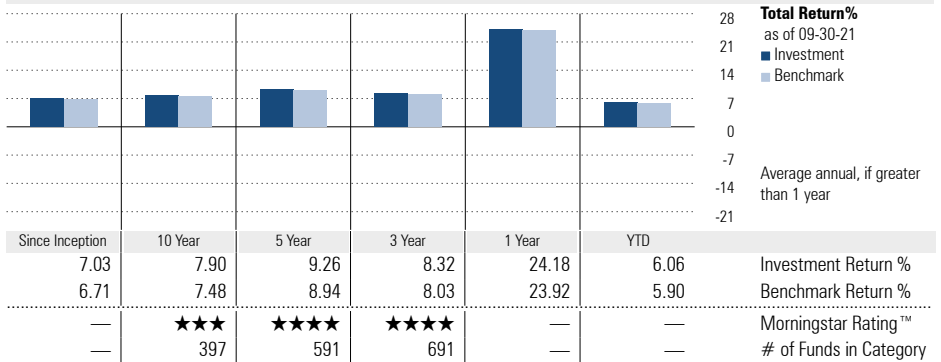 28
21
14
7
0
-7
-14
-21
Total Return%
as of 09-30-21
Investment
Benchmark
Average annual, if greater
than 1 year
Since Inception 10 Year 5 Year 3 Year 1 Year YTD
7.03 7.90 9.26 8.32 24.18 6.06 Investment Return %
6.71 7.48 8.94 8.03 23.92 5.90 Benchmark Return %
— ★★★ ★★★★ ★★★★ — — Morningstar Rating™
— 397 591 691 — — # of Funds in Category